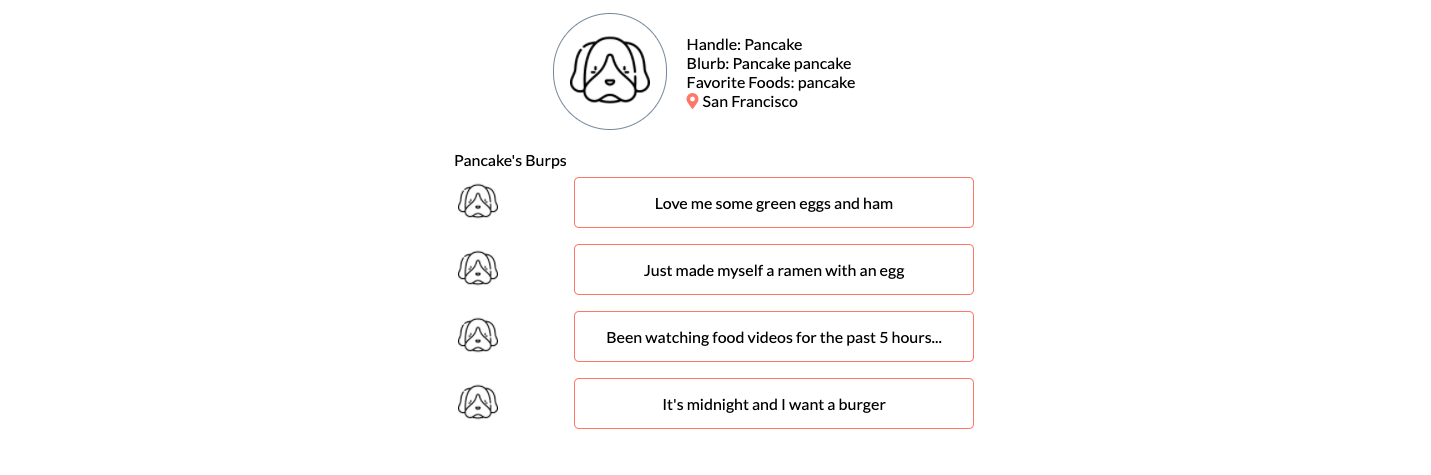 Handle: Pancake
Blurb: Pancake pancake
Favorite Foods: pancake
San Francisco
Pancake's Burps
Love me some green eggs and ham
Just made myself a ramen with an egg
Been watching food videos for the past 5 hours...
It's midnight and I want a burger